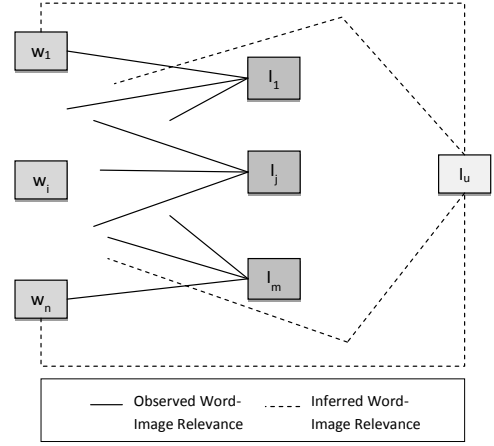 w1
I1
wi
Ij
Iu
wn
Im
Observed Word-
Image Relevance
Inferred Word-
Image Relevance